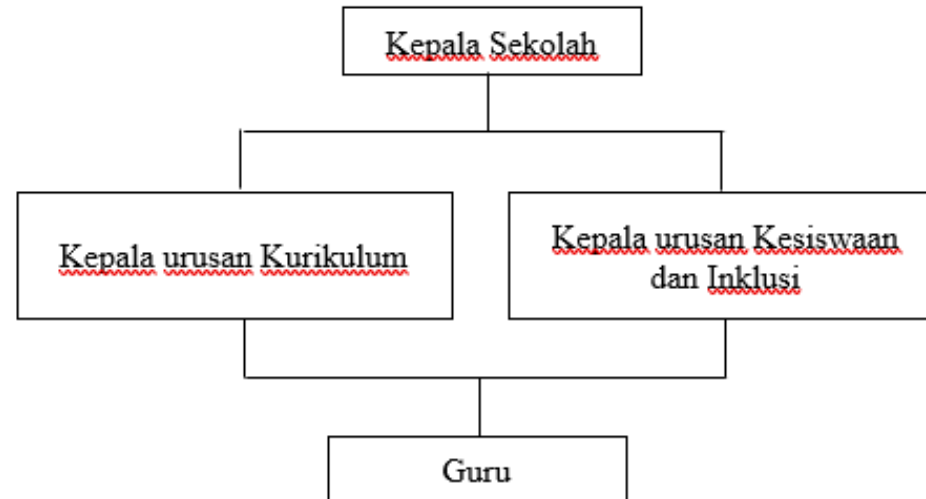 Kepala Sekolah
Kepala urusan Kurikulum
Kepala urusan Kesiswaan
dan Inklusi
Guru